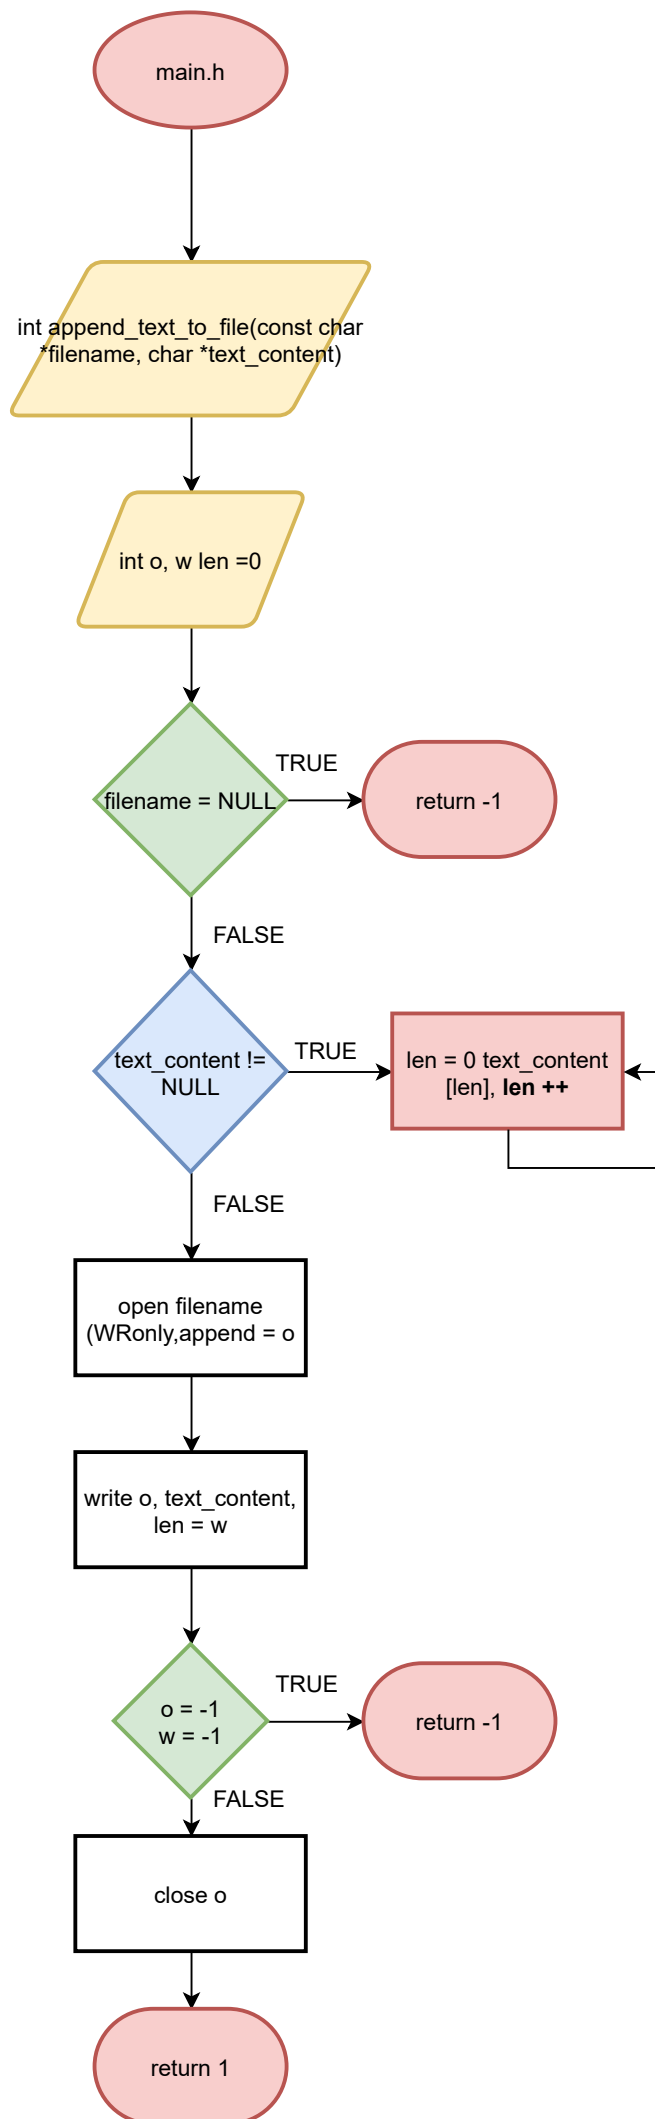 main.h
int append_text_to_file(const char
*filename, char *text_content)
int o, w len =0
filename = NULL
TRUE
return -1
FALSE
text_content !=
NULL
TRUE
len = 0 text_content
[len], len ++
FALSE
open filename
(WRonly,append = o
write o, text_content,
len = w
o = -1
w = -1
TRUE
return -1
FALSE
close o
return 1